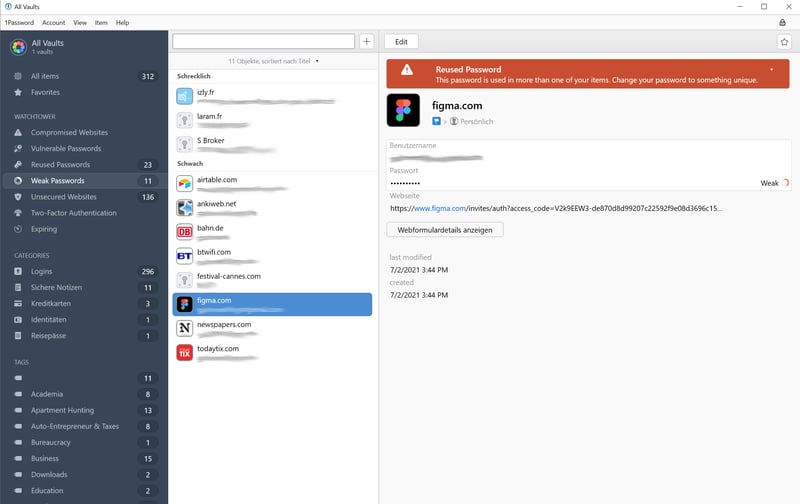 All Vaults
1Password Account View Item Help
All Vaults
1 vaults
All items 312
Favorites
WATCHTOWER
Compromised Websites
Vulnerable Passwords
Reused Passwords 23
Weak Passwords 11
Unsecured Websites 136
Two-Factor Authentication
Expiring
CATEGORIES
Logins 296
Sichere Notizen 11
Kreditkarten 3
Identitäten 1
Reisepässe 1
TAGS
11
Academia 8
Apartment Hunting 13
Auto-Entrepeneur & Taxes 8
Bureaucracy 1
Business 15
Downloads 2
Education 2
11 Objekte, sortiert nach Titel
Schrecklich
izly.fr
laram.fr
S Broker
Schwach
airtable.com
ankiweb.net
DB
bahn.de
BT
btwifi.com
festival-cannes.com
figma.com
N
newspapers.com
TIX
todaytix.com
Edit
Reused Password
This password is used in more than one of your items. Change your password to something unique.
figma.com
> Persönlich
Benutzername
Passwort
•••••••••• Weak
Webseite
https://www.figma.com/invites/auth?access_code=V2k9EEW3-de870d8d99207c22592f9e08d3696c15...
Webformulardetails anzeigen
last modified
7/2/2021 3:44 PM
created
7/2/2021 3:44 PM